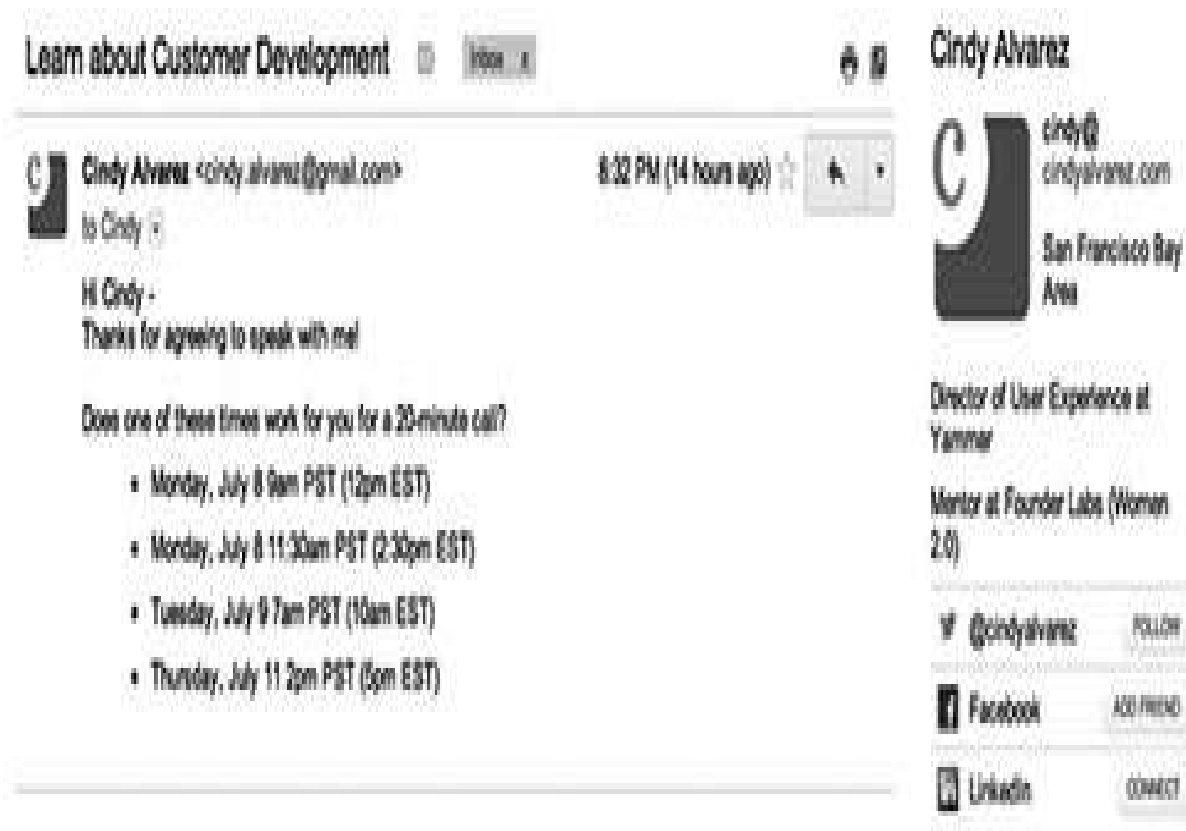 Learn about Customer Development
Inbox x
Cindy Alvarez <cindy.alvarez@gmail.com>
8:32 PM (14 hours ago)
to Cindy
Hi Cindy -
Thanks for agreeing to speak with me!
Does one of these times work for you for a 20-minute call?
• Monday, July 8 9am PST (12pm EST)
• Monday, July 8 11:30am PST (2:30pm EST)
• Tuesday, July 9 7am PST (10am EST)
• Thursday, July 11 2pm PST (5pm EST)
Cindy Alvarez
cindy@
cindyalvarez.com
San Francisco Bay
Area
Director of User Experience at
Yammer
Mentor at Founder Labs (Women
2.0)
@cindyalvarez
FOLLOW
Facebook
ADD FRIEND
LinkedIn
CONNECT